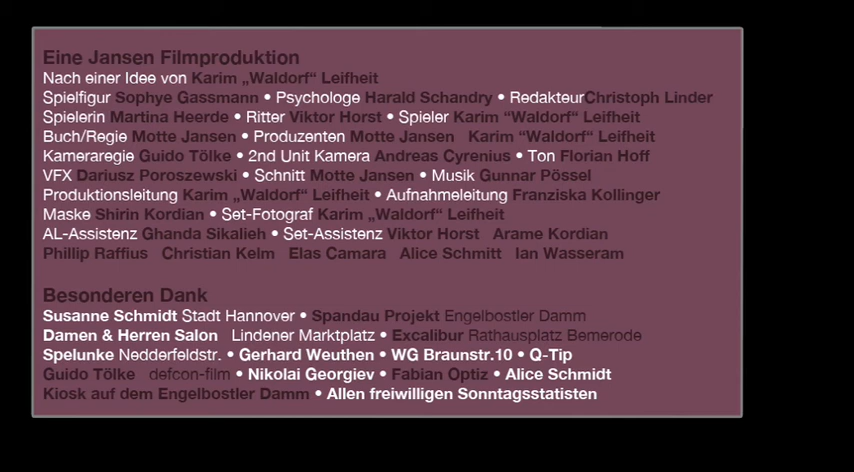 Eine Jansen Filmproduktion
Nach einer Idee von Karim „Waldorf“ Leifheit
Spielfigur Sophye Gassmann • Psychologe Harald Schandry • RedakteurChristoph Linder
Spielerin Martina Heerde • Ritter Viktor Horst • Spieler Karim “Waldorf“ Leifheit
Buch/Regie Motte Jansen • Produzenten Motte Jansen Karim “Waldorf“ Leifheit
Kameraregie Guido Tölke • 2nd Unit Kamera Andreas Cyrenius • Ton Florian Hoff
VFX Dariusz Poroszewski • Schnitt Motte Jansen • Musik Gunnar Pössel
Produktionsleitung Karim „Waldorf“ Leifheit • Aufnahmeleitung Franziska Kollinger
Maske Shirin Kordian • Set-Fotograf Karim „Waldorf“ Leifheit
AL-Assistenz Ghanda Sikalieh • Set-Assistenz Viktor Horst Arame Kordian
Phillip Raffius Christian Kelm Elas Camara Alice Schmitt Ian Wasseram
Besonderen Dank
Susanne Schmidt Stadt Hannover • Spandau Projekt Engelbostler Damm
Damen & Herren Salon Lindener Marktplatz • Excalibur Rathausplatz Bemerode
Spelunke Nedderfeldstr. • Gerhard Weuthen • WG Braunstr.10 • Q-Tip
Guido Tölke defcon-film • Nikolai Georgiev • Fabian Optiz • Alice Schmidt
Kiosk auf dem Engelbostler Damm • Allen freiwilligen Sonntagsstatisten